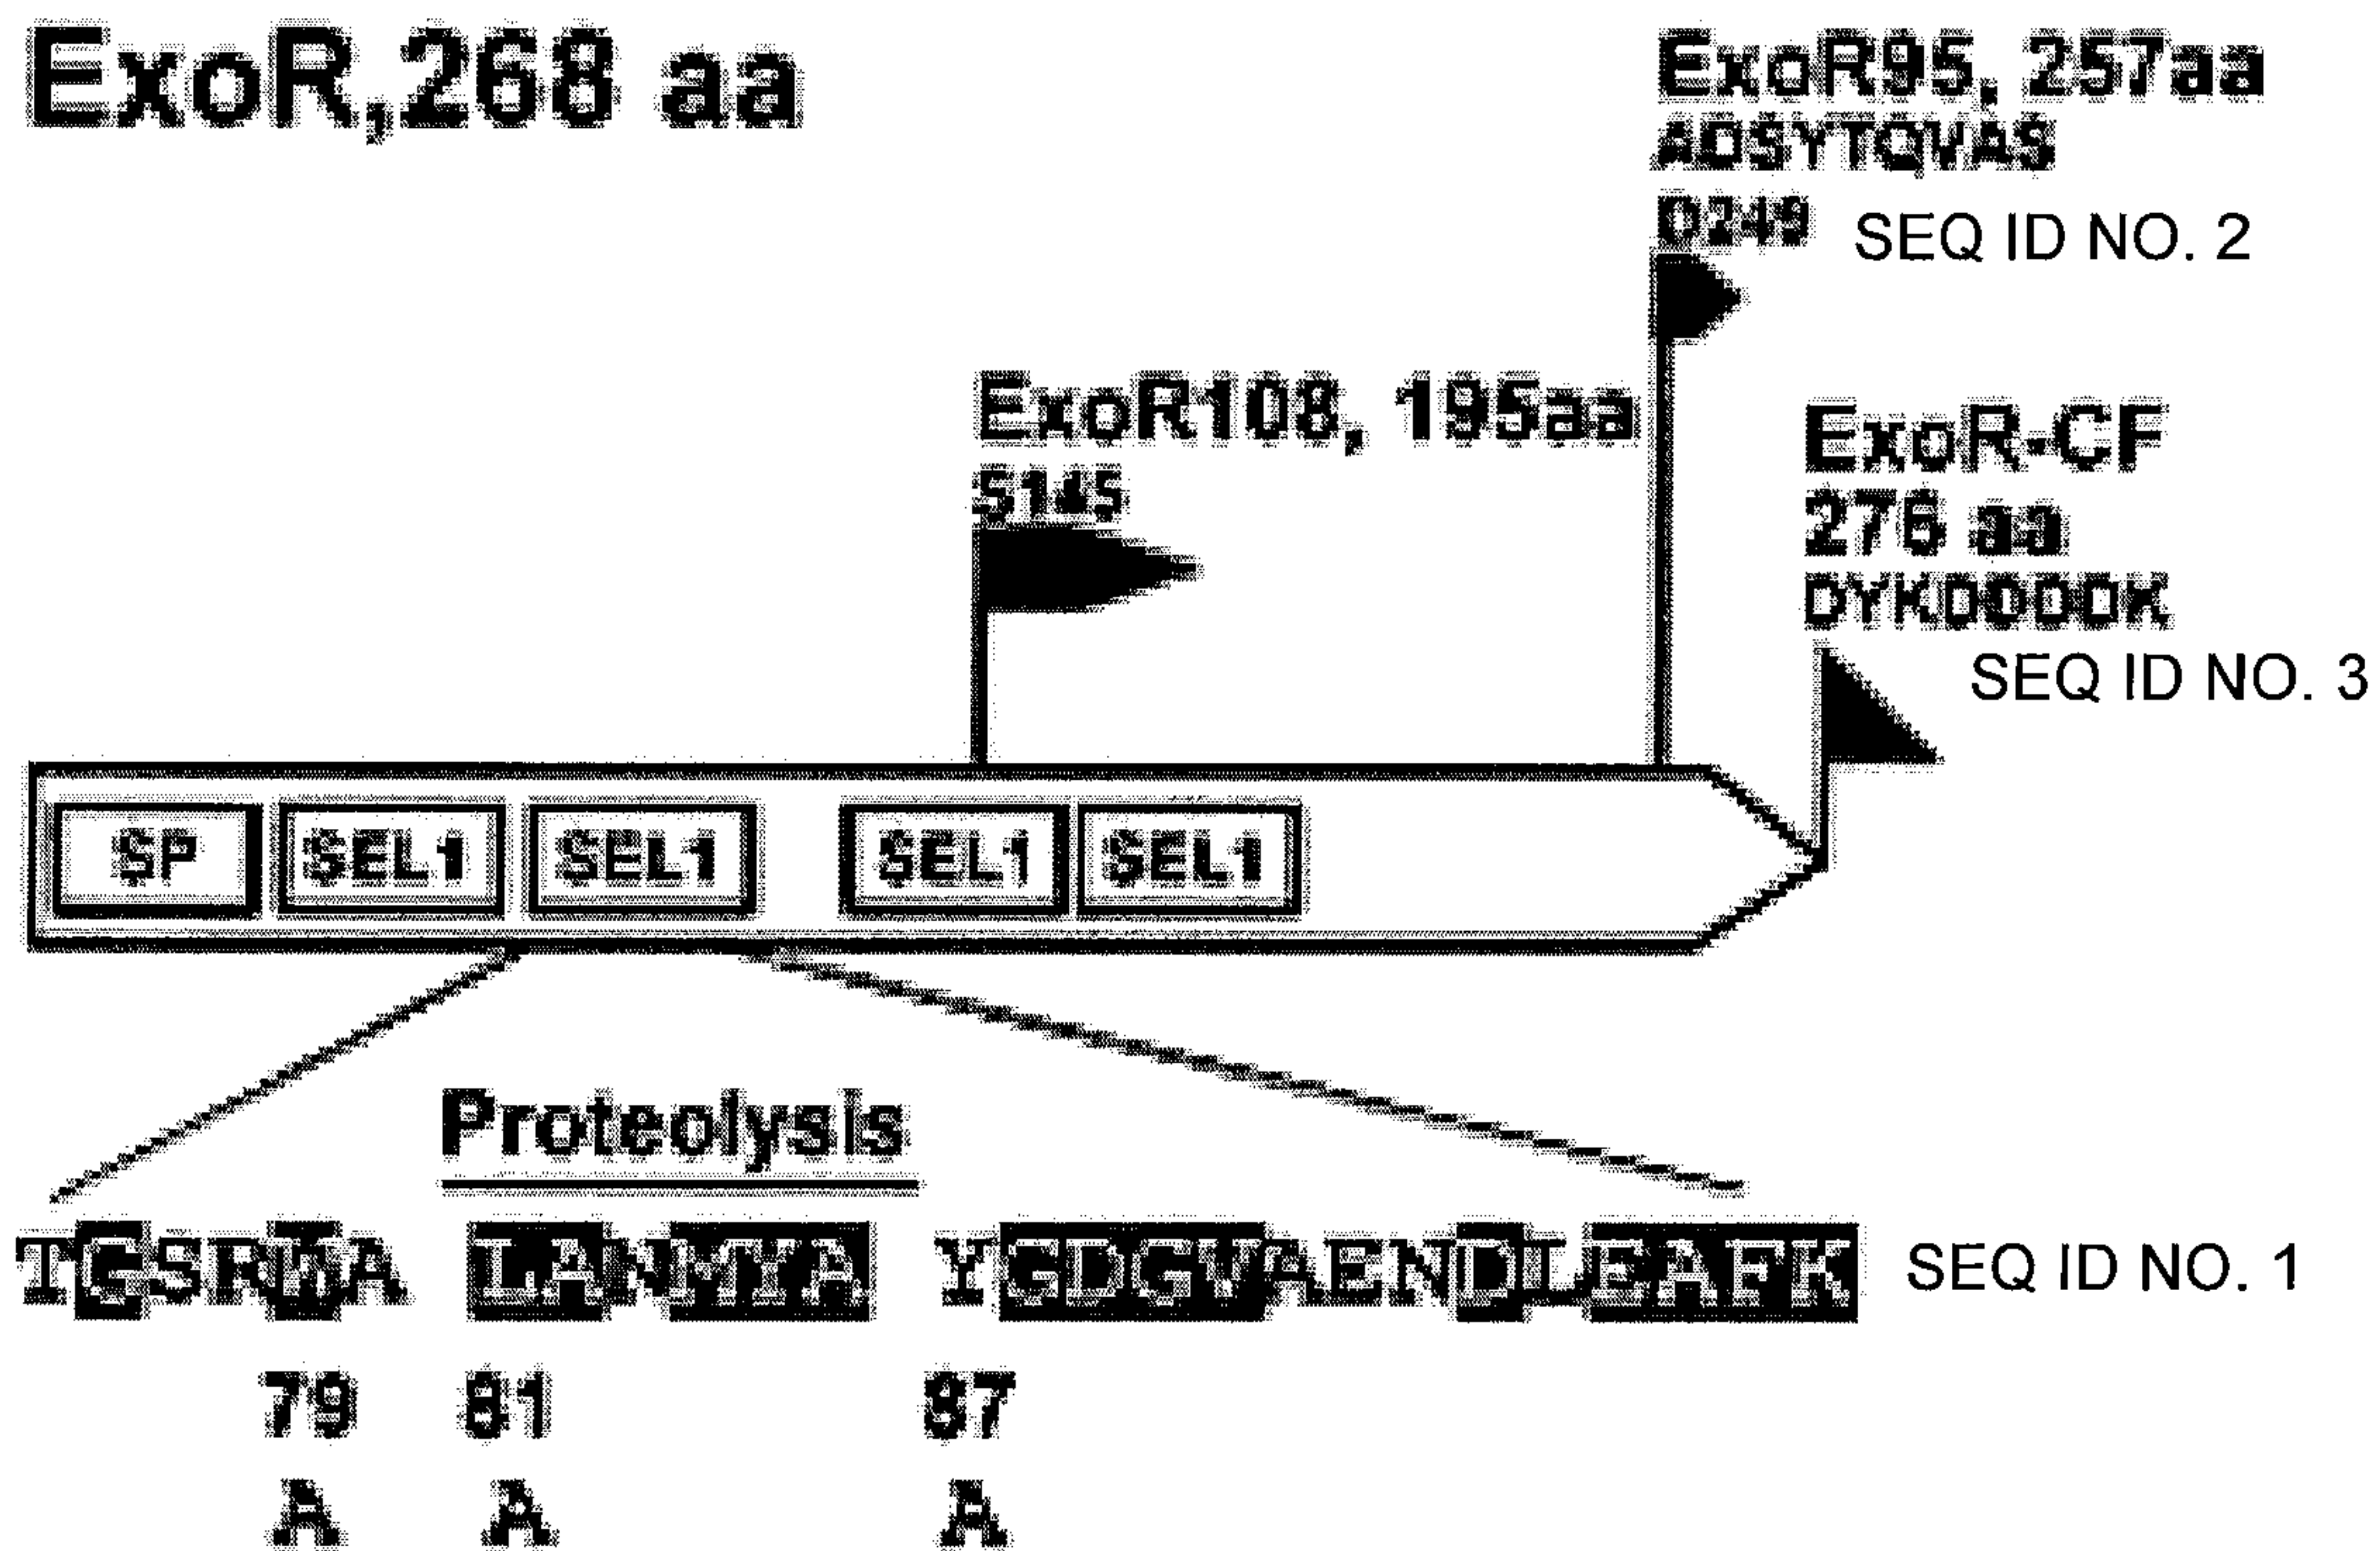 ExoR,268 aa
ExoR95, 257aa
ADSYTQVAS
D249 SEQ ID NO. 2
ExoR108, 195aa
S145
ExoR-CF
276 aa
DYKDDDDK
SEQ ID NO. 3
SP SEL1 SEL1 SEL1 SEL1
Proteolysis
LANMYA YGDGVAENDLEAFK SEQ ID NO. 1
79 81 87
A A A